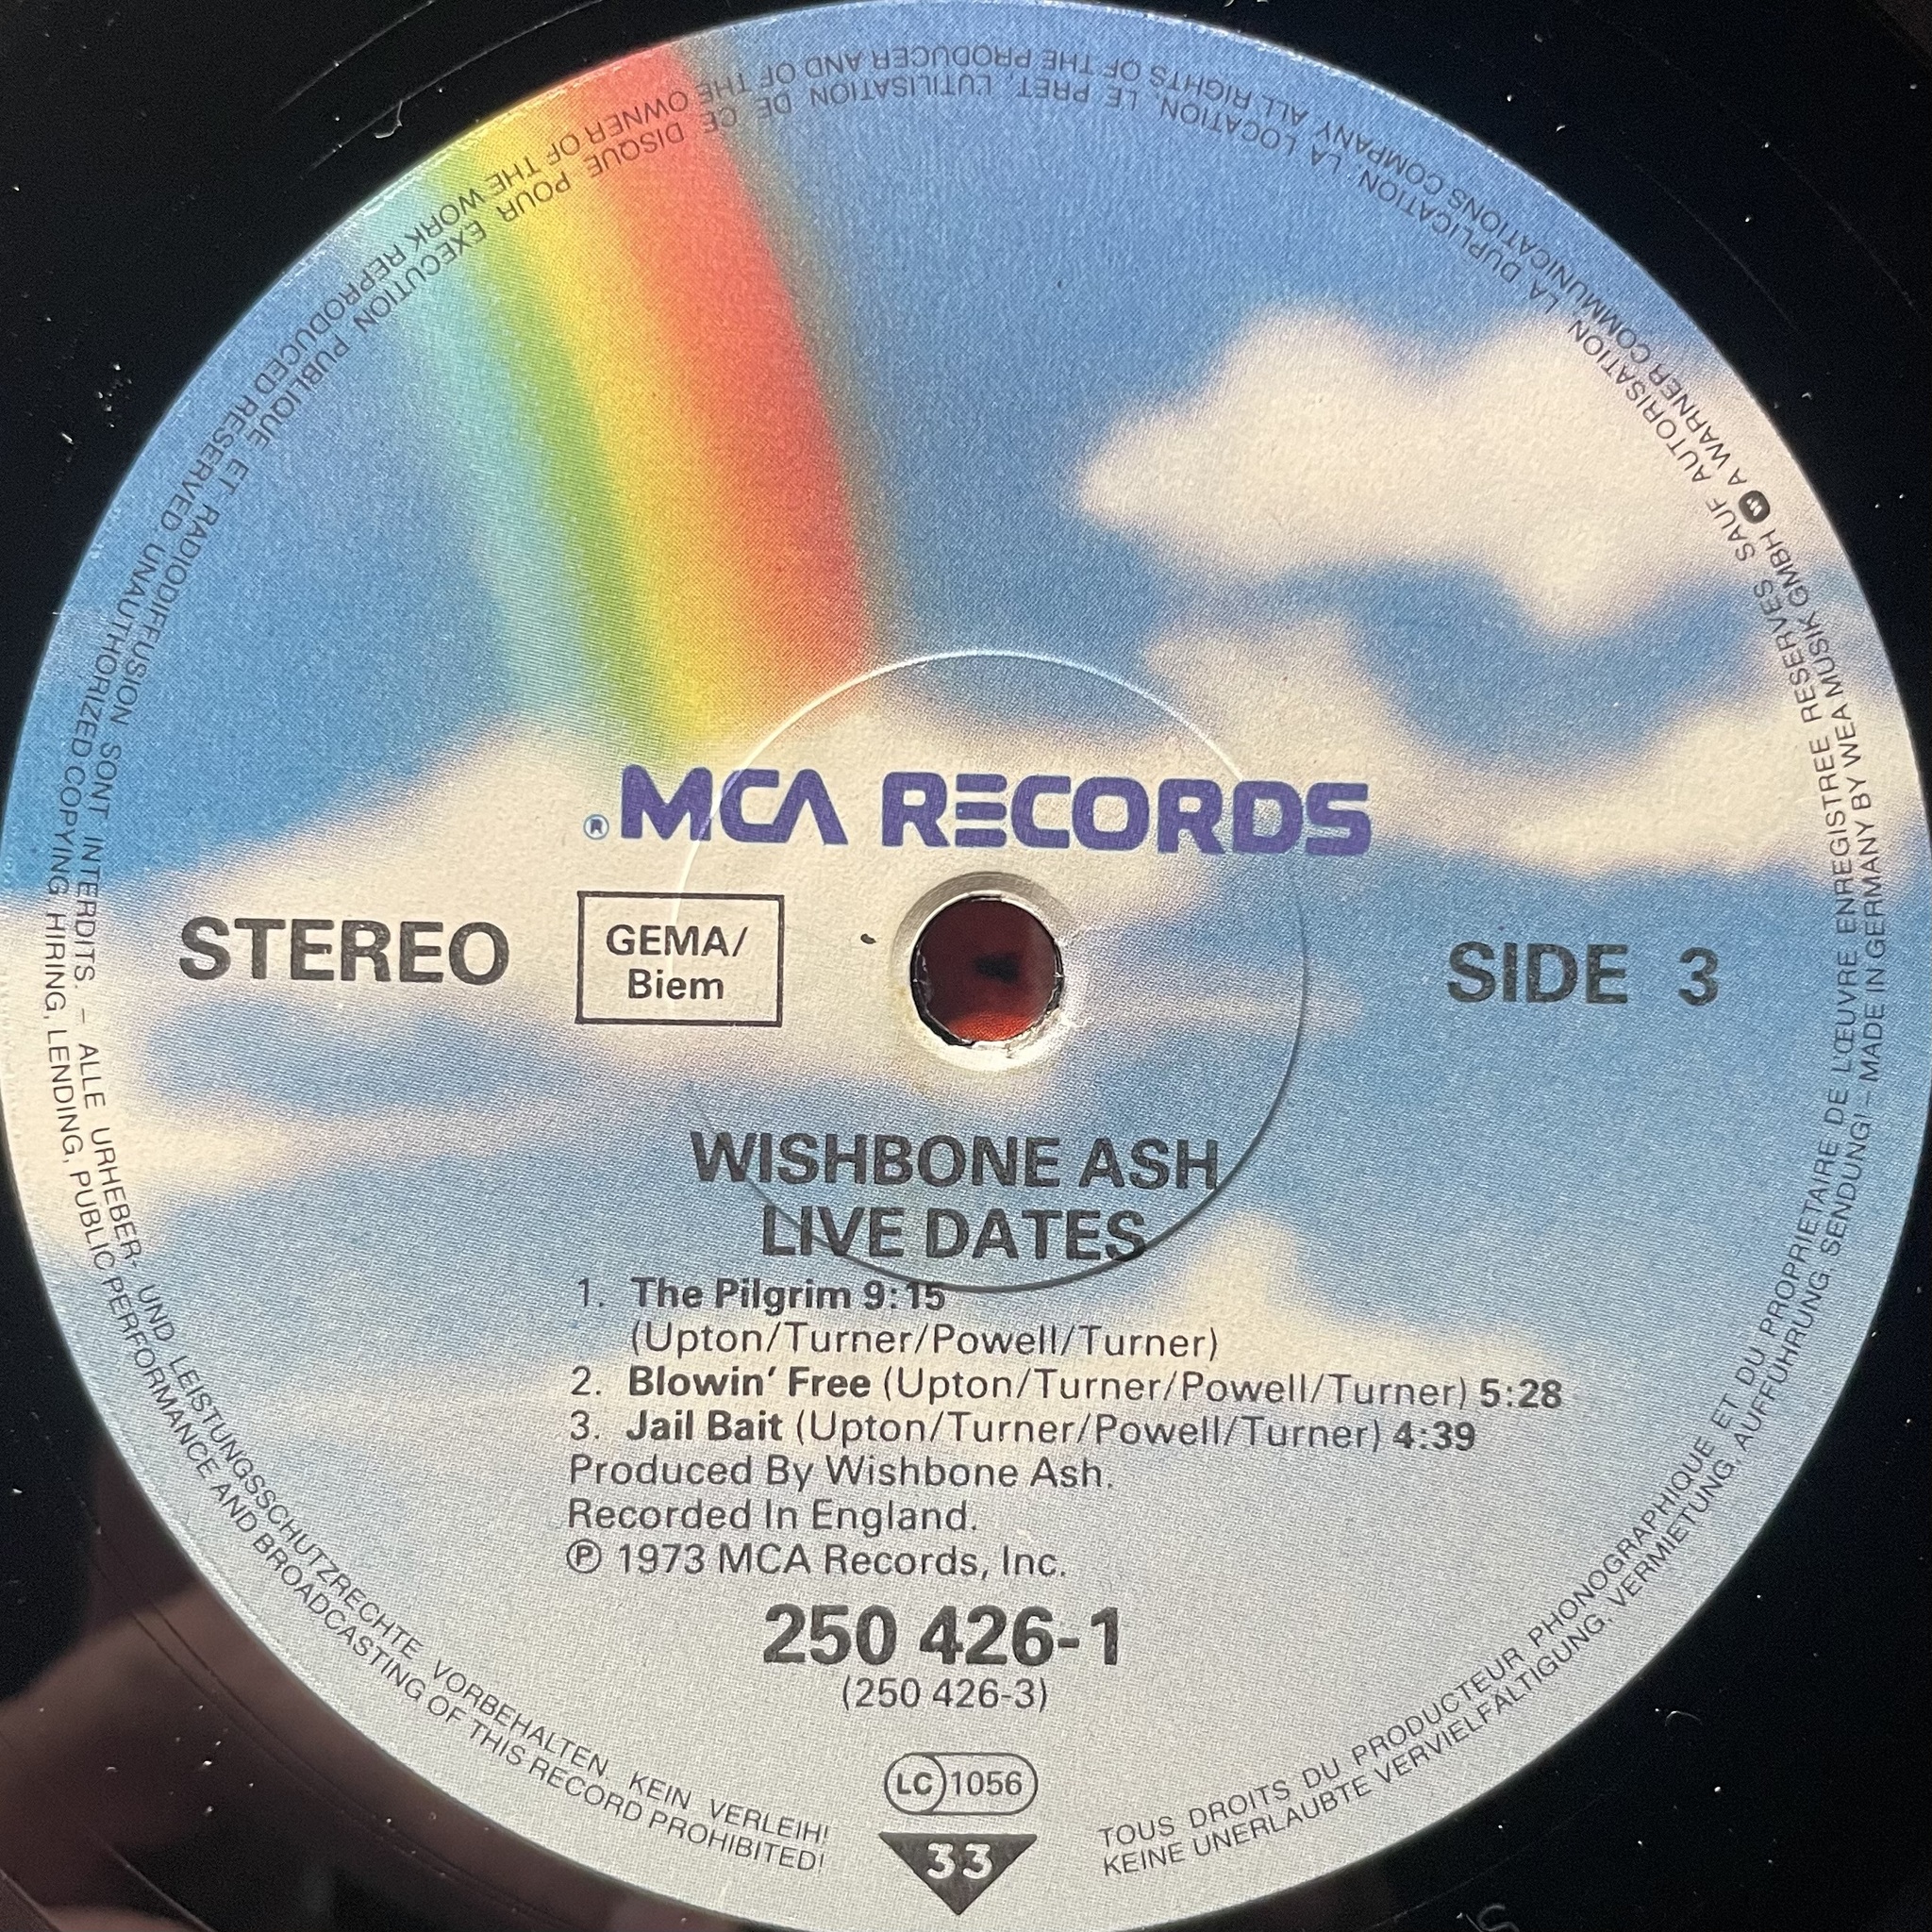 ® MCA RECORDS
STEREO
GEMA/
Biem
SIDE 3
WISHBONE ASH
LIVE DATES
1. The Pilgrim 9:15
(Upton/Turner/Powell/Turner)
2. Blowin' Free (Upton/Turner/Powell/Turner) 5:28
3. Jail Bait (Upton/Turner/Powell/Turner) 4:39
Produced By Wishbone Ash.
Recorded In England.
Ⓟ 1973 MCA Records, Inc.
250 426-1
(250 426-3)
LC 1056
33
TOUS DROITS DU PRODUCTEUR PHONOGRAPHIQUE ET DU PROPRIETAIRE DE L'ŒUVRE ENREGISTREE RESERVES SAUF AUTORISATION, LA DUPLICATION, LA LOCATION, LE PRET, L'UTILISATION DE CE DISQUE POUR EXECUTION PUBLIQUE ET RADIODIFFUSION SONT INTERDITS. – ALLE URHEBER- UND LEISTUNGSSCHUTZRECHTE VORBEHALTEN KEIN VERLEIH!
KEINE UNERLAUBTE VERVIELFÄLTIGUNG, VERMIETUNG, AUFFÜHRUNG, SENDUNG! – MADE IN GERMANY BY WEA MUSIK GMBH A WARNER COMMUNICATIONS COMPANY ALL RIGHTS OF THE PRODUCER AND OF THE OWNER OF THE WORK REPRODUCED RESERVED UNAUTHORIZED COPYING, HIRING, LENDING, PUBLIC PERFORMANCE AND BROADCASTING OF THIS RECORD PROHIBITED!